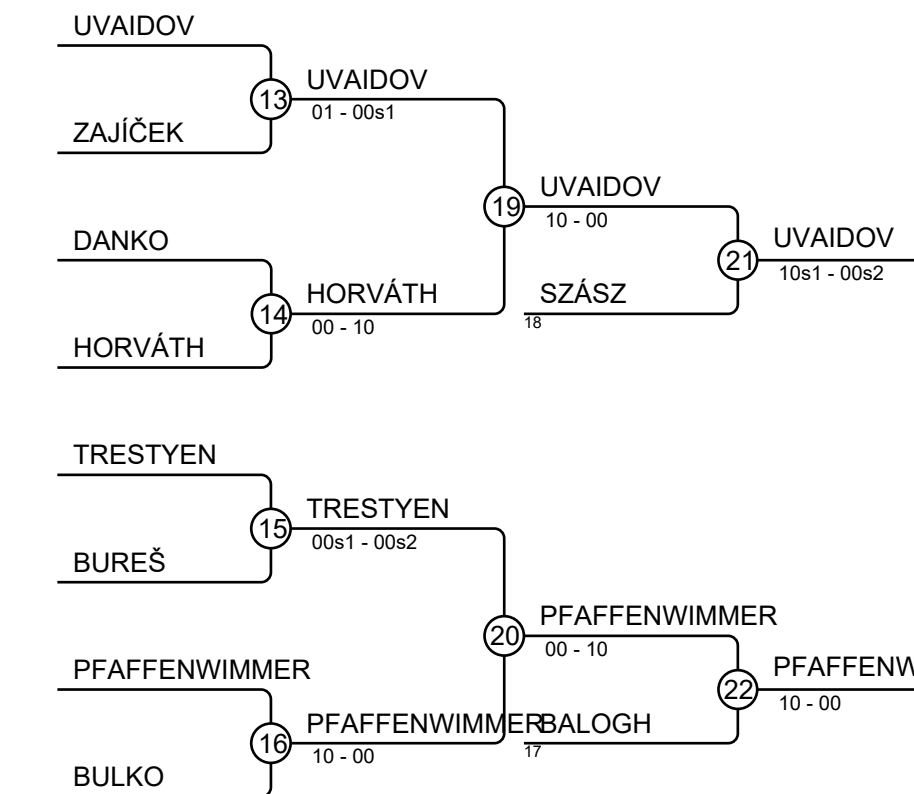 UVAIDOV
UVAIDOV
13
01 - 00s1
ZAJÍČEK
UVAIDOV
19
10 - 00
DANKO
UVAIDOV
21
10s1 - 00s2
HORVÁTH
SZÁSZ
14
00 - 10
18
HORVÁTH
TRESTYEN
TRESTYEN
15
00s1 - 00s2
BUREŠ
PFAFFENWIMMER
20
00 - 10
PFAFFENWIMMER
PFAFFENW
22
10 - 00
PFAFFENWIMMER
BALOGH
16
10 - 00
17
BULKO